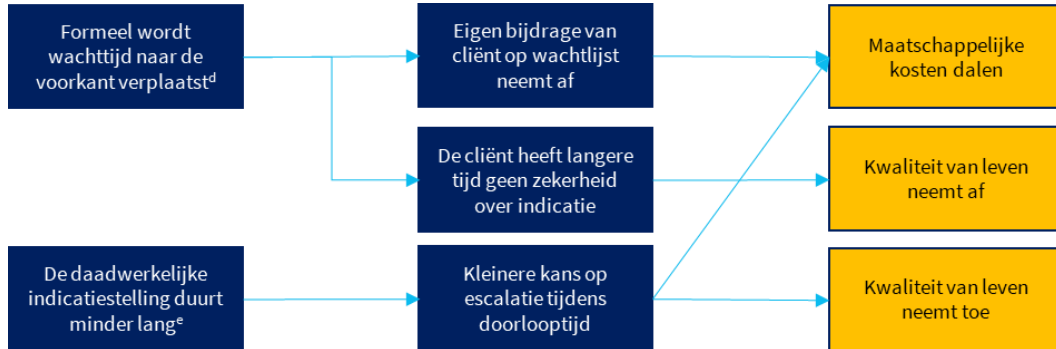 Formeel wordt
wachttijd naar de
voorkant verplaatstᵈ
Eigen bijdrage van
cliënt op wachtlijst
neemt af
Maatschappelijke
kosten dalen
De cliënt heeft langere
tijd geen zekerheid
over indicatie
Kwaliteit van leven
neemt af
De daadwerkelijke
indicatiestelling duurt
minder langᵉ
Kleinere kans op
escalatie tijdens
doorlooptijd
Kwaliteit van leven
neemt toe